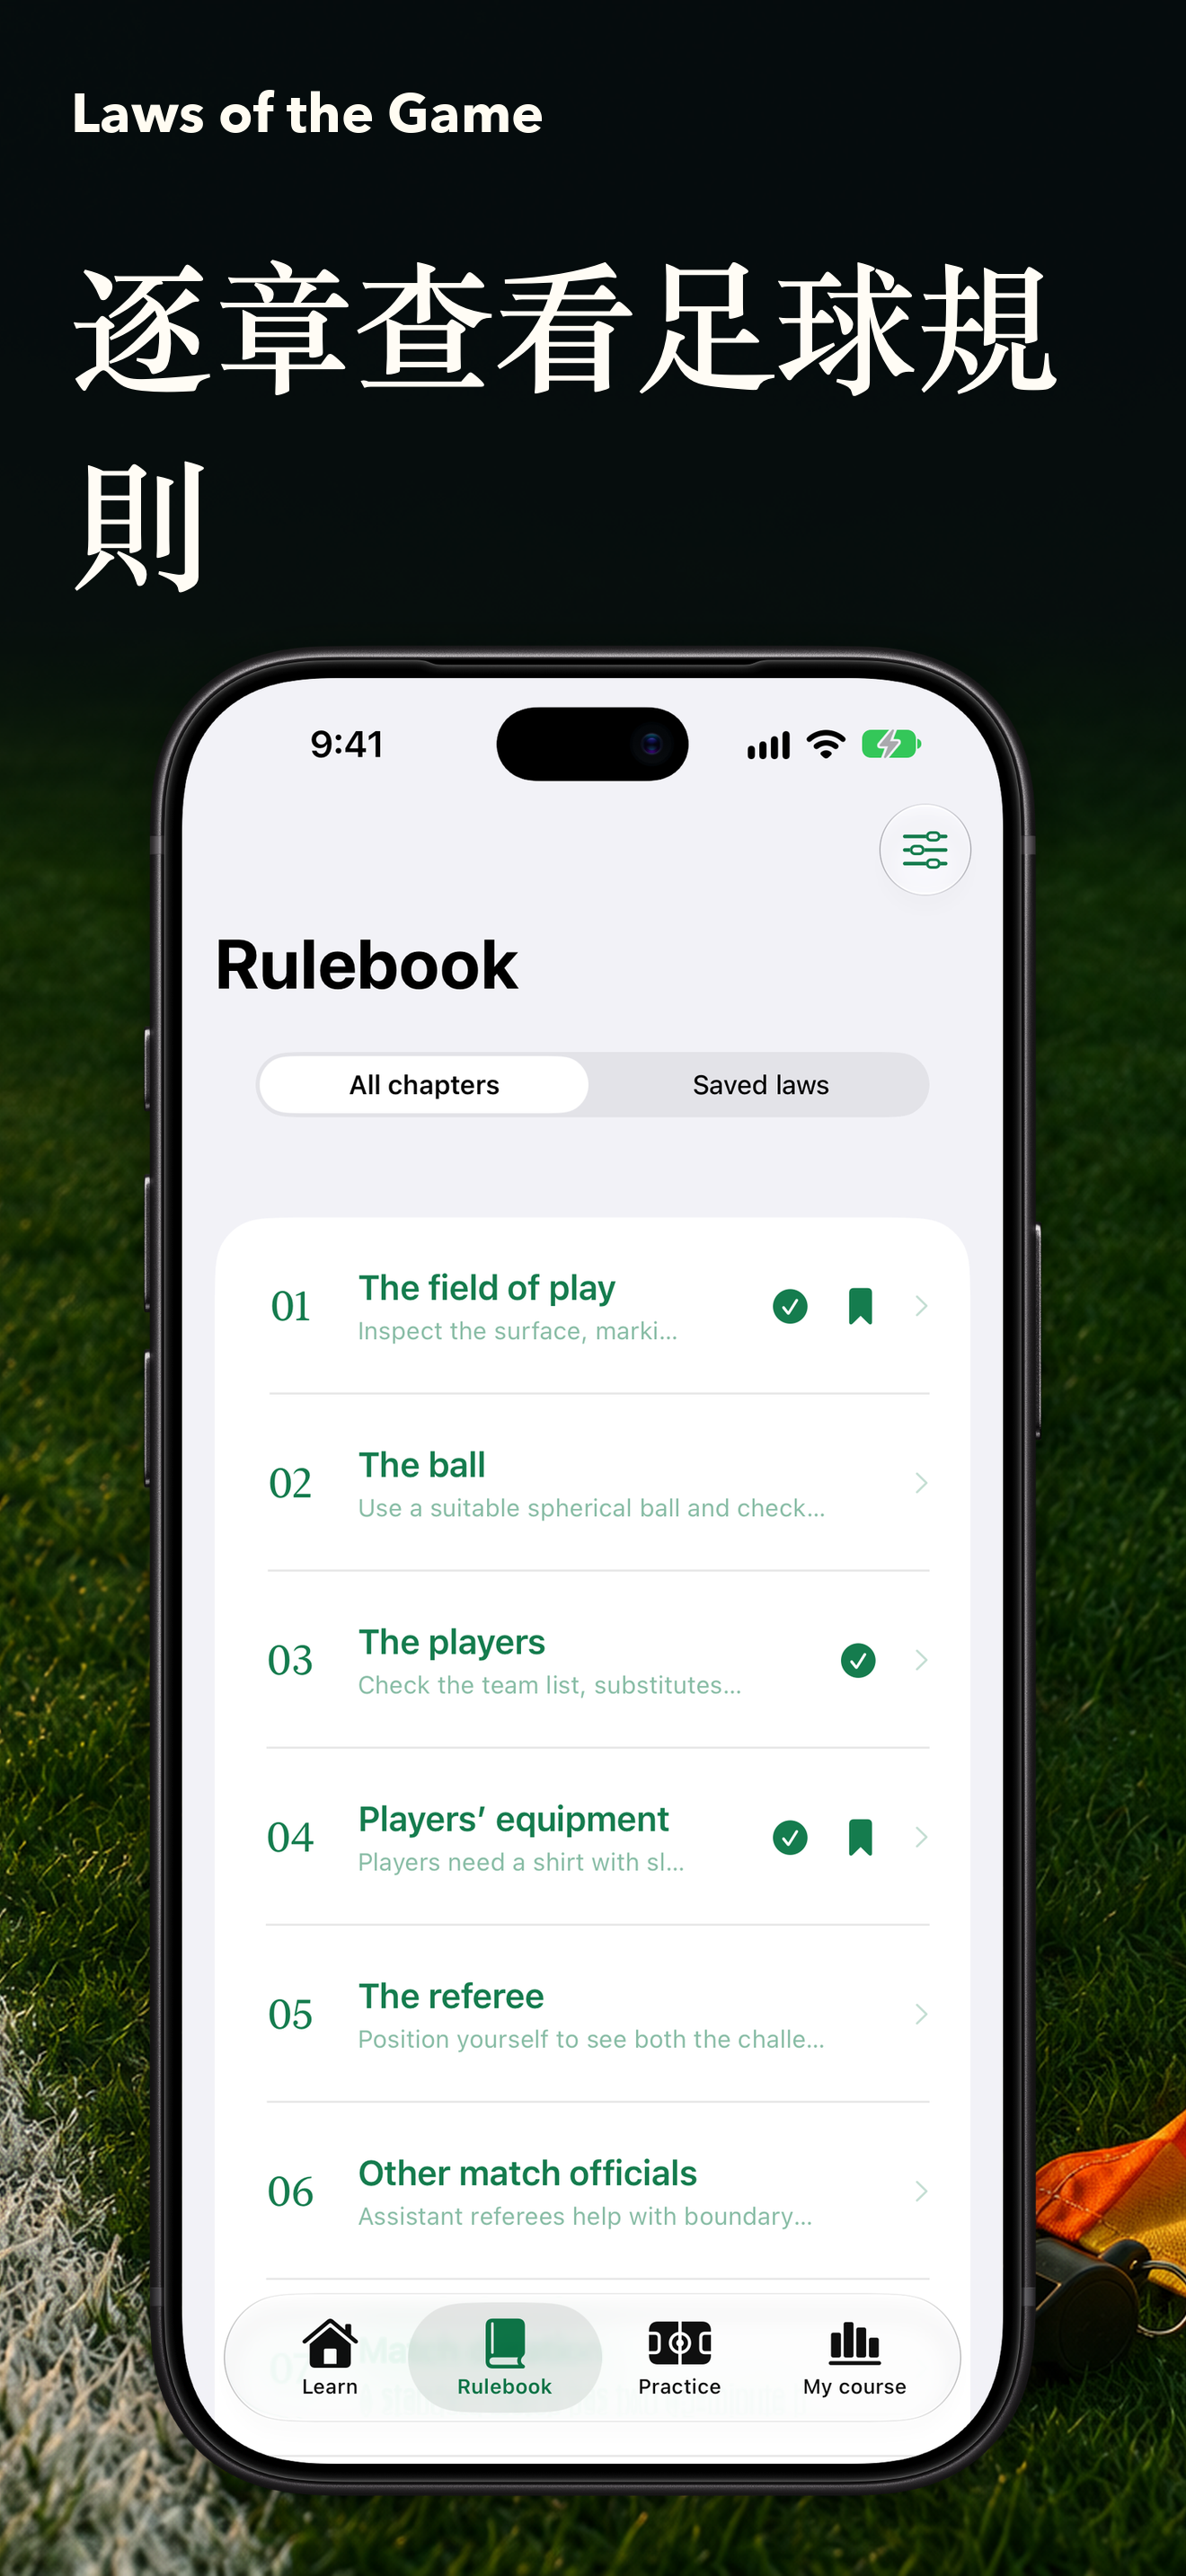 Laws of the Game
逐章查看足球規
則
9:41
Rulebook
All chapters
Saved laws
01
The field of play
Inspect the surface, marki...
02
The ball
Use a suitable spherical ball and check...
03
The players
Check the team list, substitutes...
04
Players’ equipment
Players need a shirt with sl...
05
The referee
Position yourself to see both the challe...
06
Other match officials
Assistant referees help with boundary...
07
Learn
Rulebook
Practice
My course